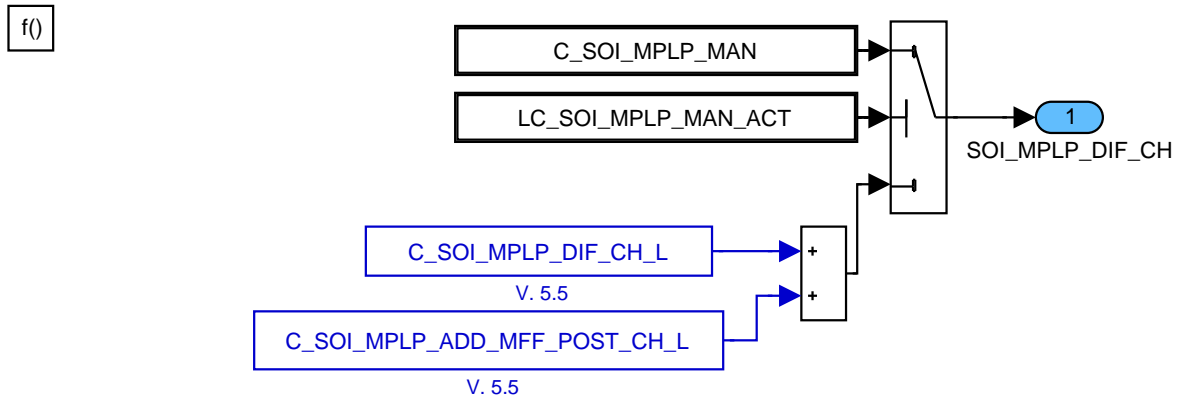 f()
C_SOI_MPLP_MAN
LC_SOI_MPLP_MAN_ACT
1
SOI_MPLP_DIF_CH
C_SOI_MPLP_DIF_CH_L
+
V. 5.5
+
C_SOI_MPLP_ADD_MFF_POST_CH_L
V. 5.5